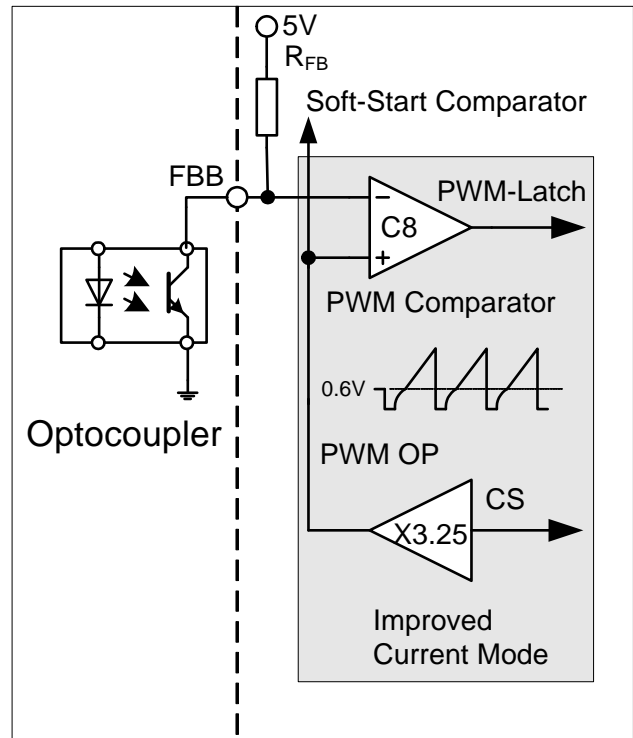 5V
RFB
Soft-Start Comparator
FBB
PWM-Latch
−
C8
+
PWM Comparator
0.6V
Optocoupler
PWM OP
CS
X3.25
Improved
Current Mode